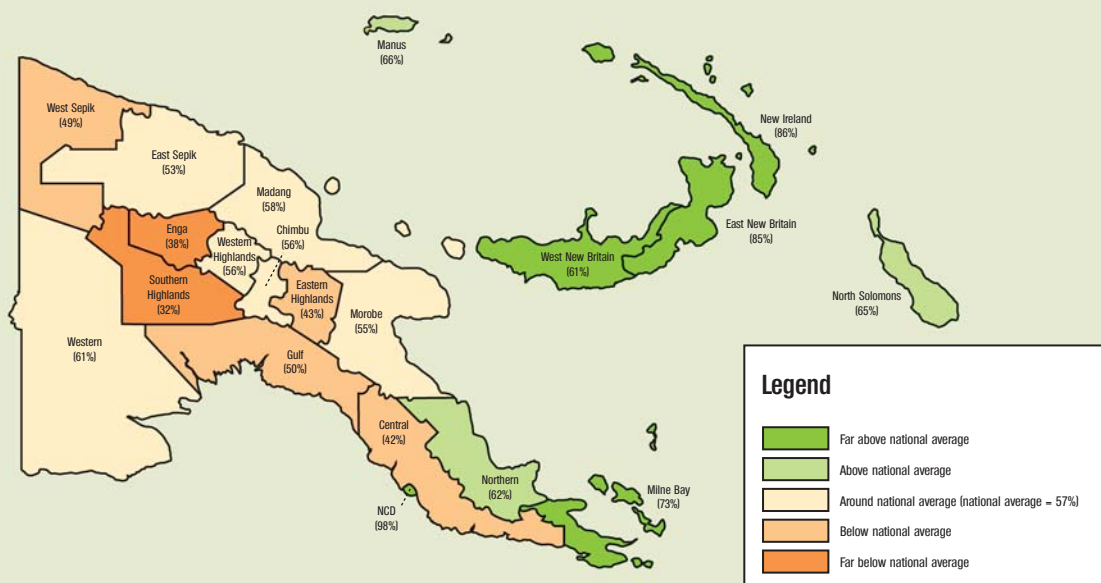 Manus
(66%)
West Sepik
(49%)
New Ireland
(86%)
East Sepik
(53%)
Madang
(58%)
Enga
(38%)
Chimbu
(56%)
Western
Highlands
(56%)
East New Britain
(85%)
West New Britain
(61%)
Southern
Highlands
(32%)
Eastern
Highlands
(43%)
North Solomons
(65%)
Morobe
(55%)
Western
(61%)
Gulf
(50%)
Central
(42%)
Northern
(62%)
Milne Bay
(73%)
NCD
(98%)
Legend
Far above national average
Above national average
Around national average (national average = 57%)
Below national average
Far below national average